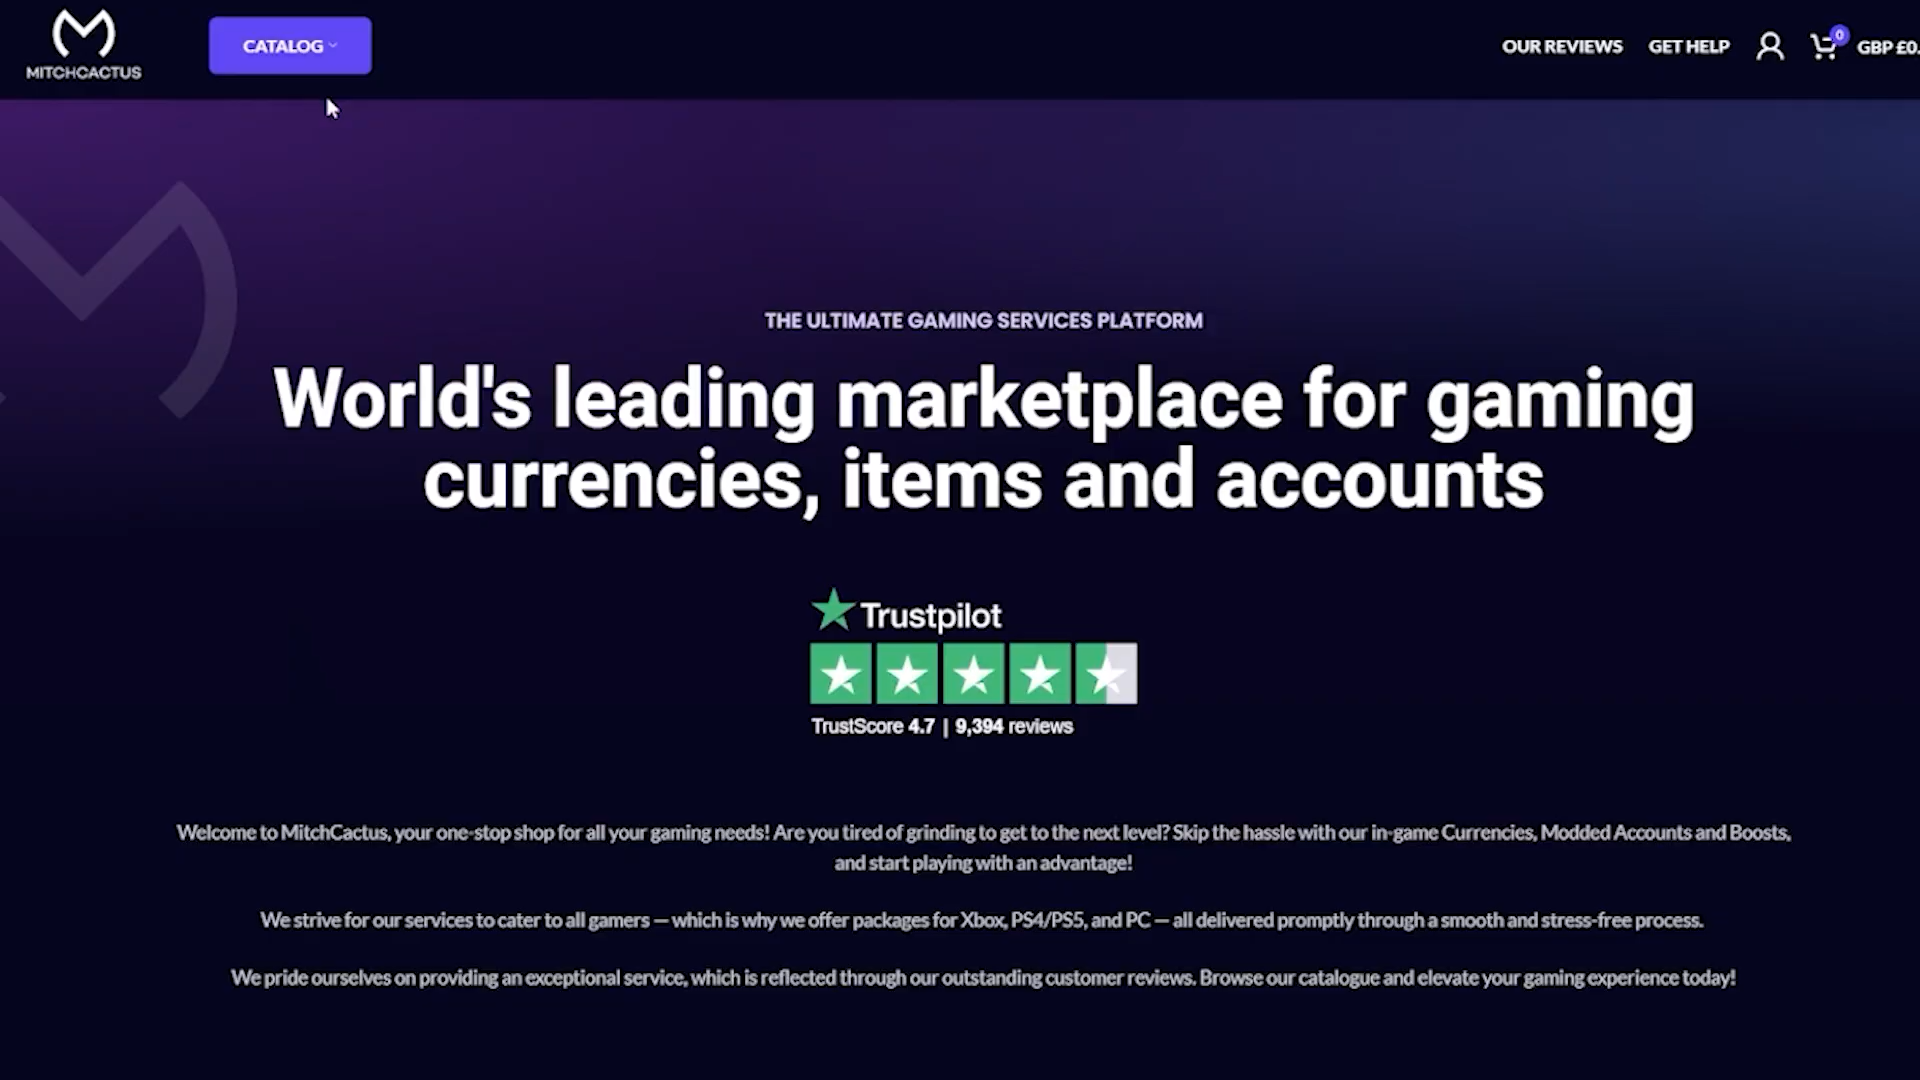 MITCHCACTUS
CATALOG
OUR REVIEWS
GET HELP
0
GBP £0.
THE ULTIMATE GAMING SERVICES PLATFORM
World's leading marketplace for gaming
currencies, items and accounts
Trustpilot
TrustScore 4.7 | 9,394 reviews
Welcome to MitchCactus, your one-stop shop for all your gaming needs! Are you tired of grinding to get to the next level? Skip the hassle with our in-game Currencies, Modded Accounts and Boosts,
and start playing with an advantage!
We strive for our services to cater to all gamers — which is why we offer packages for Xbox, PS4/PS5, and PC — all delivered promptly through a smooth and stress-free process.
We pride ourselves on providing an exceptional service, which is reflected through our outstanding customer reviews. Browse our catalogue and elevate your gaming experience today!